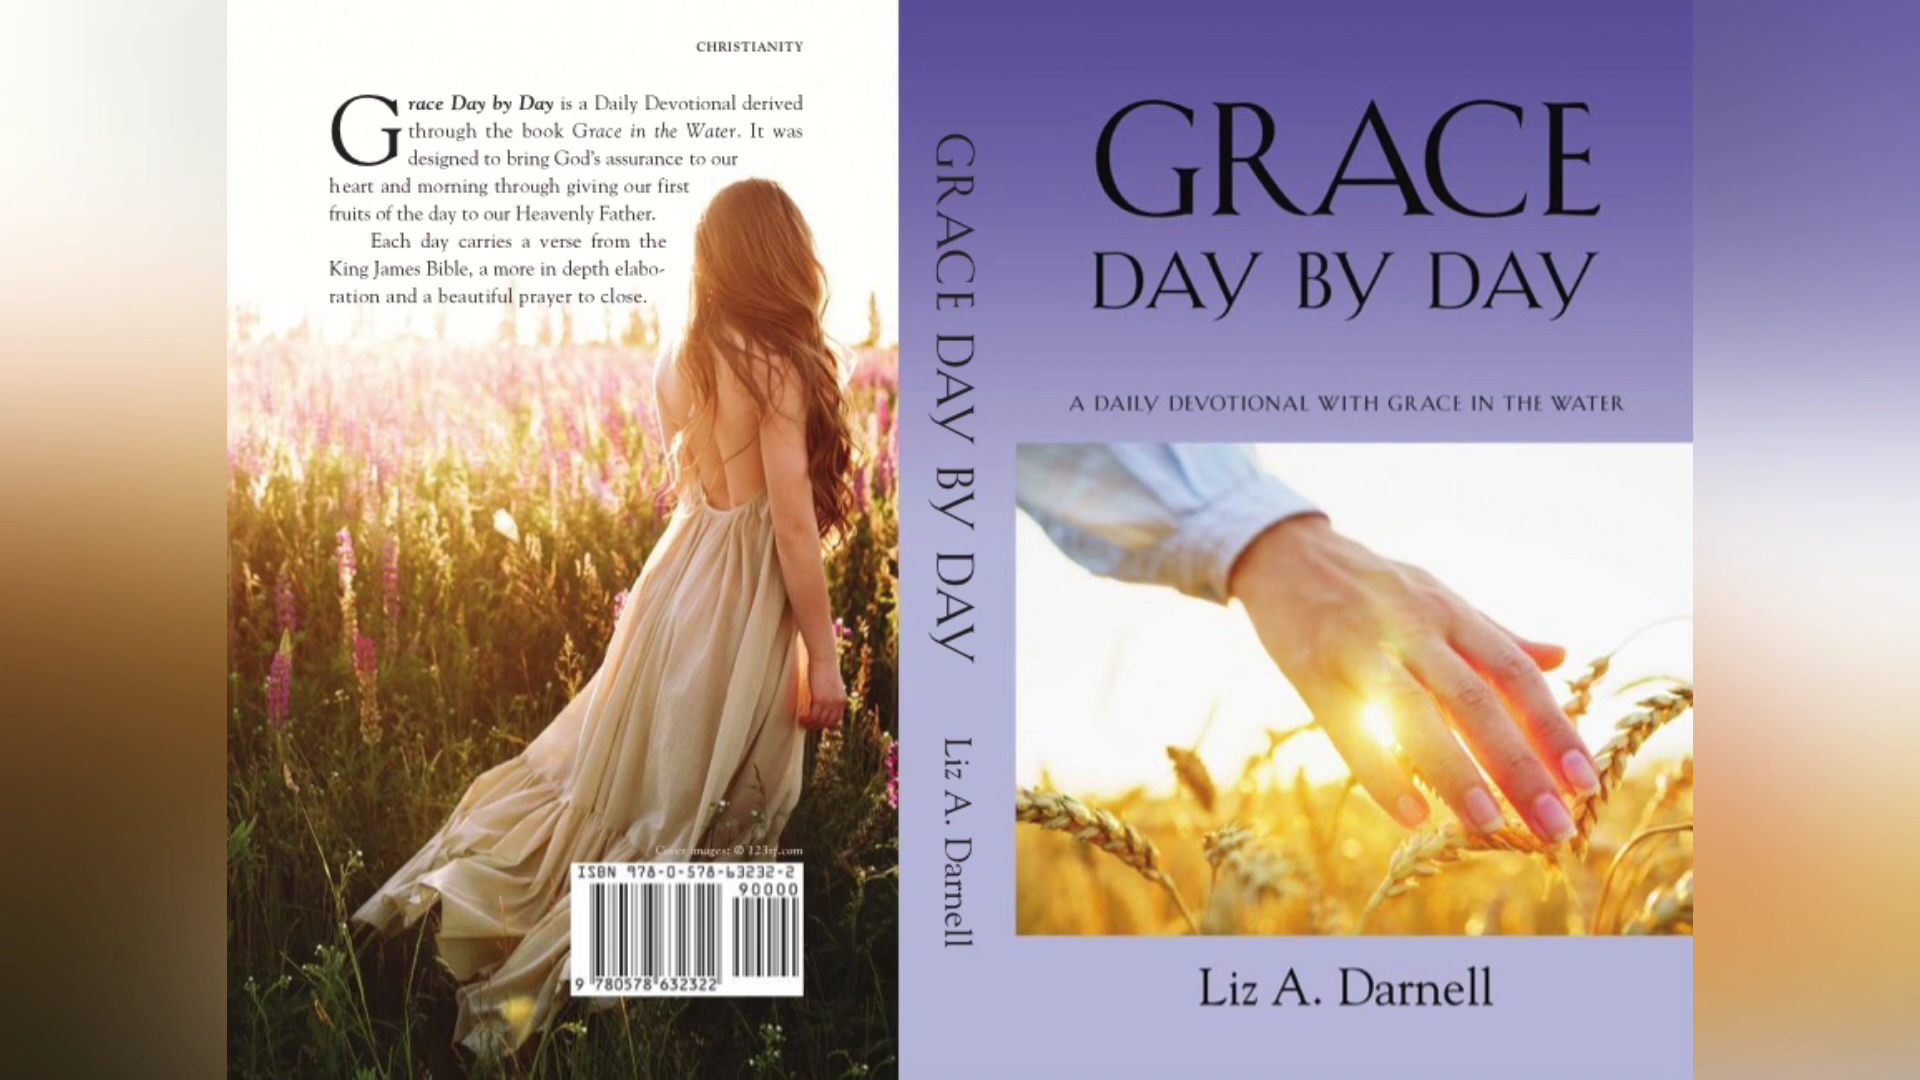 CHRISTIANITY
Grace Day by Day is a Daily Devotional derived
through the book Grace in the Water. It was
designed to bring God's assurance to our
heart and morning through giving our first
fruits of the day to our Heavenly Father.
Each day carries a verse from the
King James Bible, a more in depth elabo-
ration and a beautiful prayer to close.
Cover images: © 123rf.com
ISBN 978-0-578-63232-2
90000
9 780578 632322
GRACE DAY BY DAY Liz A. Darnell
GRACE
DAY BY DAY
A DAILY DEVOTIONAL WITH GRACE IN THE WATER
Liz A. Darnell